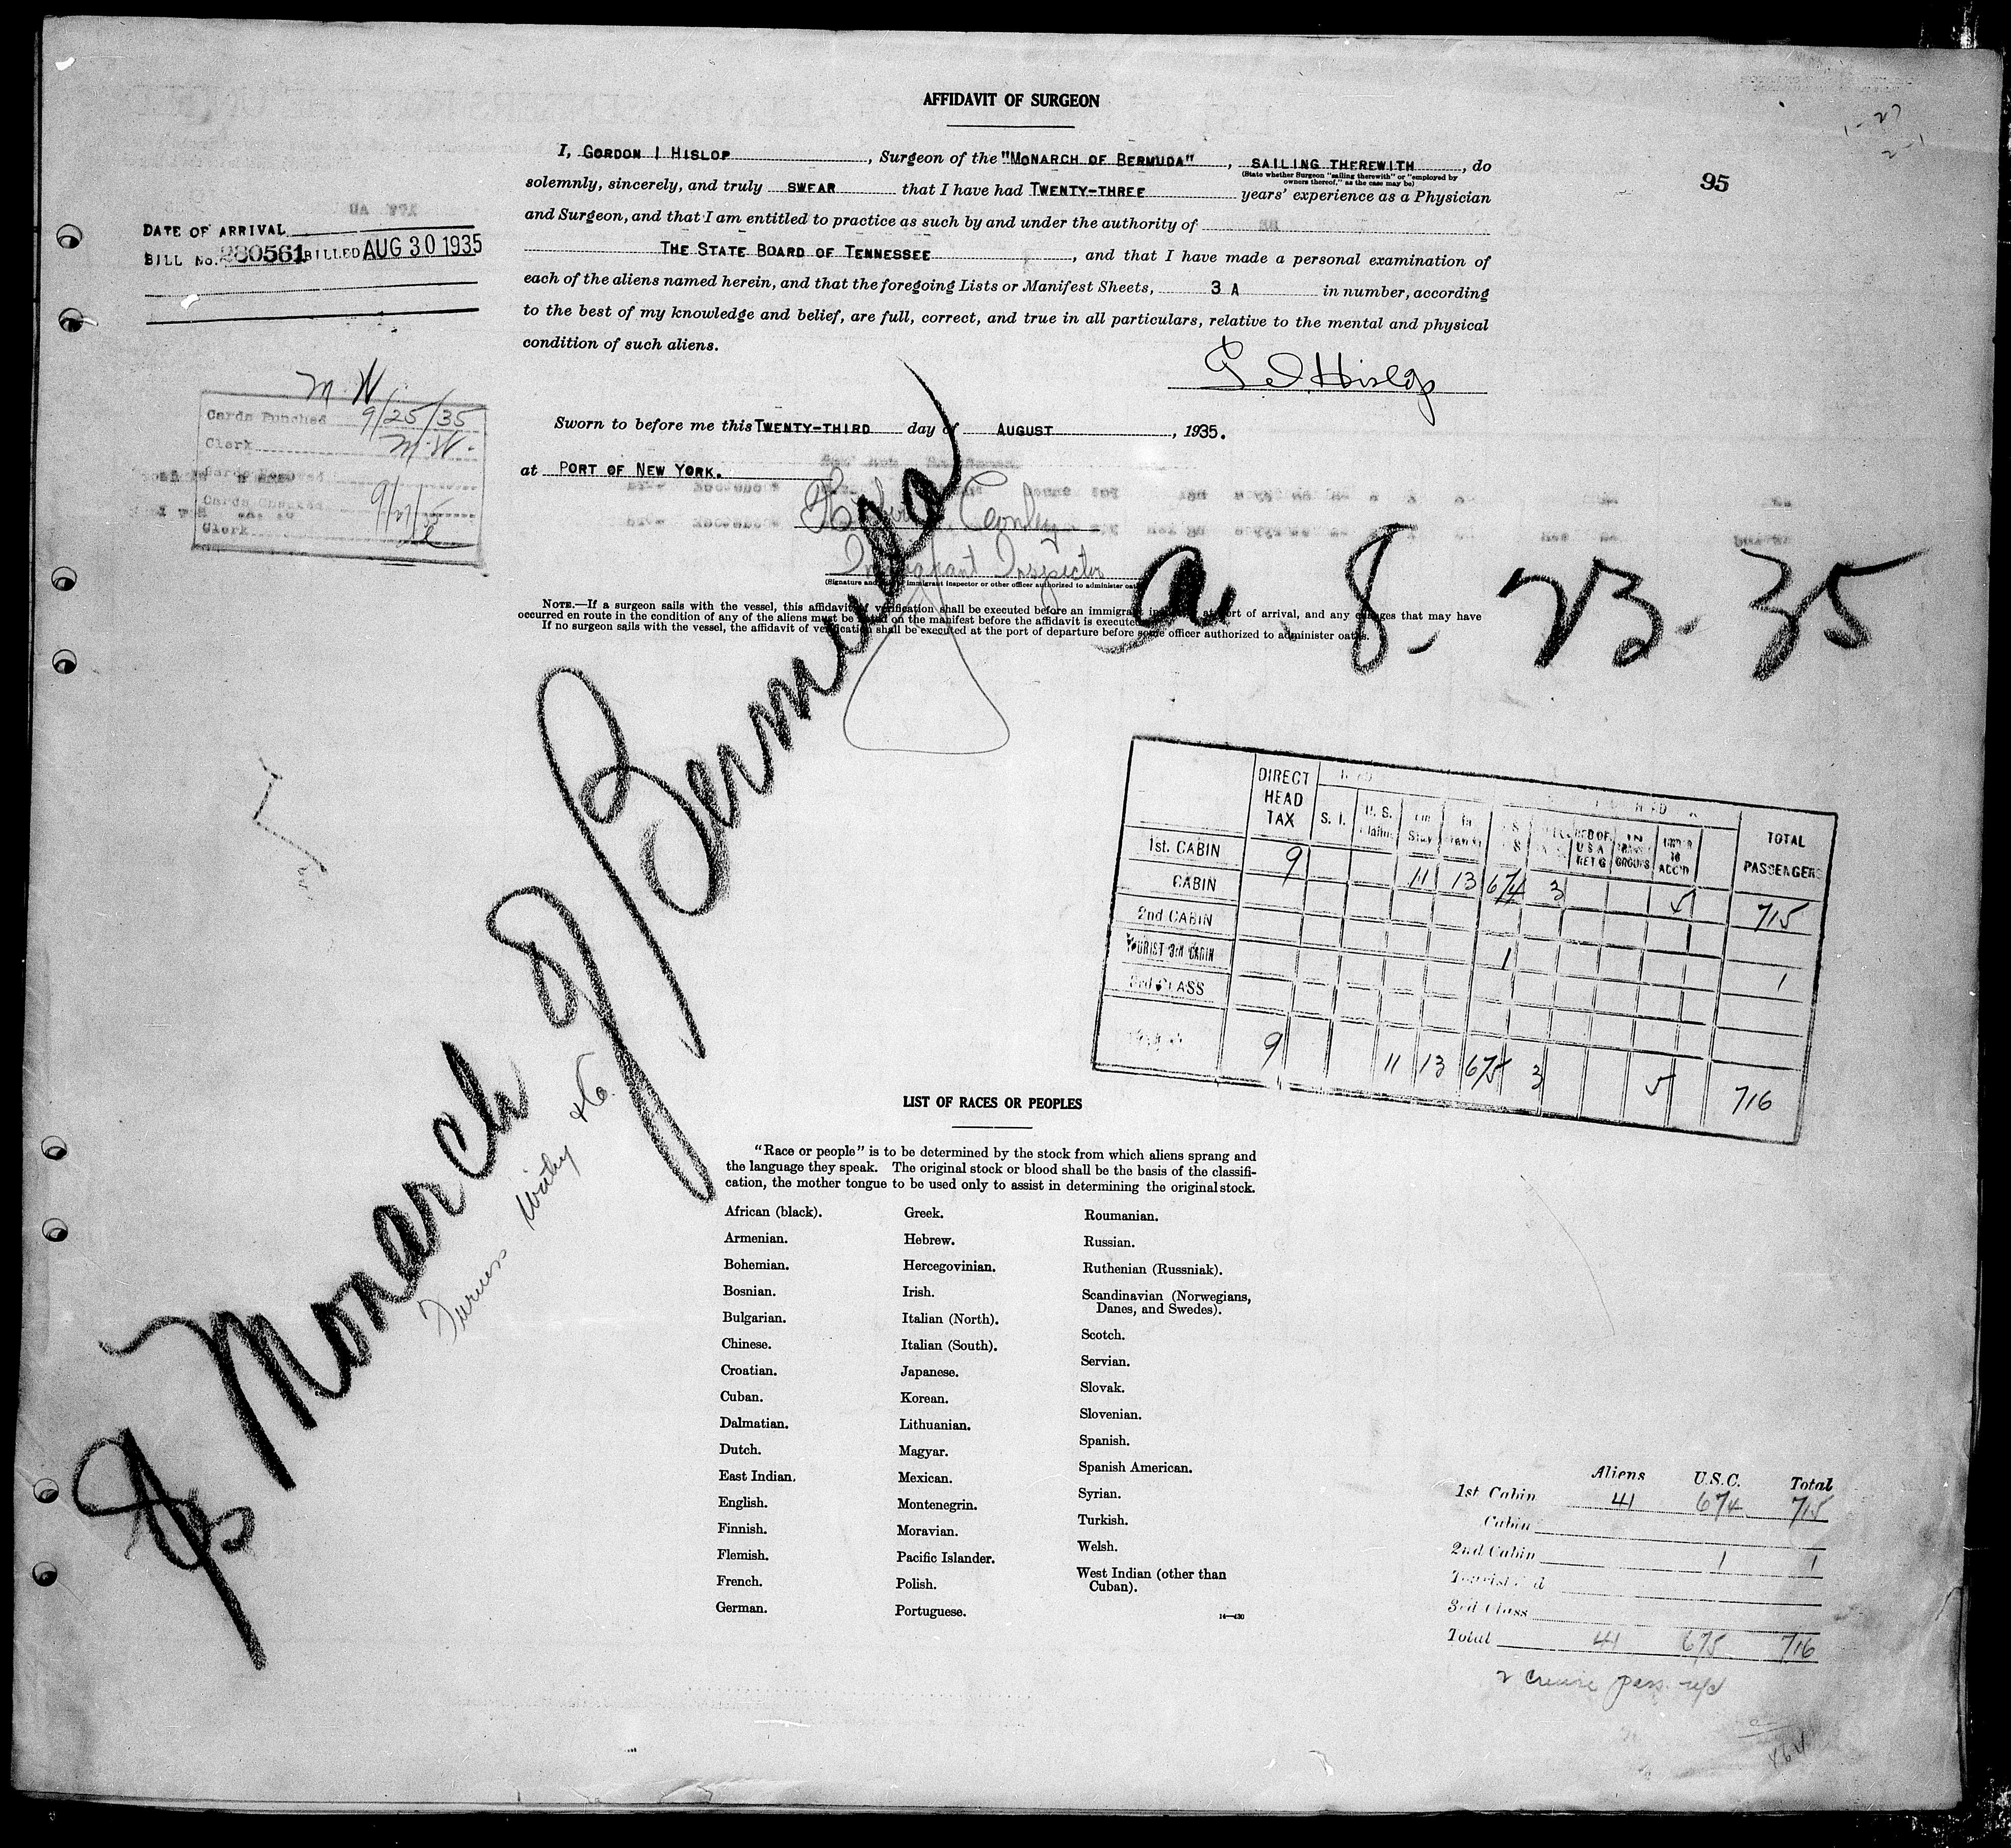 AFFIDAVIT OF SURGEON
I, GORDON I HISLOP, Surgeon of the "MONARCH OF BERMUDA", SAILING THEREWITH, do
(State whether Surgeon "sailing therewith" or "employed by
owners thereof," as the case may be)
solemnly, sincerely, and truly SWEAR that I have had TWENTY-THREE years' experience as a Physician
and Surgeon, and that I am entitled to practice as such by and under the authority of
THE STATE BOARD OF TENNESSEE, and that I have made a personal examination of
each of the aliens named herein, and that the foregoing Lists or Manifest Sheets, 3 A in number, according
to the best of my knowledge and belief, are full, correct, and true in all particulars, relative to the mental and physical
condition of such aliens.
G I Hislop
95
DATE OF ARRIVAL
BILL No. 280561 BILLED AUG 30 1935
M W
Cards Punched 9/25/35
Clerk M.W.
Clerk
Sworn to before me this TWENTY-THIRD day of AUGUST, 1935.
at PORT OF NEW YORK.
Immigrant Inspector
NOTE.—If a surgeon sails with the vessel, this affidavit of verification shall be executed before an immigrant inspector at port of arrival, and any changes that may have
occurred en route in the condition of any of the aliens must be noted on the manifest before the affidavit is executed.
If no surgeon sails with the vessel, the affidavit of verification shall be executed at the port of departure before some officer authorized to administer oaths.
Monarch of Bermuda
8. 23. 35
Furness Withy & Co.
DIRECT HEAD TAX
S. I.
U. S.
IN GROUPS
UNDER 16 ACC'D
TOTAL PASSENGERS
1st. CABIN 9 11 13 674 3 5 715
CABIN
2nd CABIN 1 1
TOURIST 3rd CABIN
3rd CLASS
9 11 13 675 3 5 716
LIST OF RACES OR PEOPLES
"Race or people" is to be determined by the stock from which aliens sprang and
the language they speak. The original stock or blood shall be the basis of the classifi-
cation, the mother tongue to be used only to assist in determining the original stock.
African (black).
Armenian.
Bohemian.
Bosnian.
Bulgarian.
Chinese.
Croatian.
Cuban.
Dalmatian.
Dutch.
East Indian.
English.
Finnish.
Flemish.
French.
German.
Greek.
Hebrew.
Hercegovinian.
Irish.
Italian (North).
Italian (South).
Japanese.
Korean.
Lithuanian.
Magyar.
Mexican.
Montenegrin.
Moravian.
Pacific Islander.
Polish.
Portuguese.
Roumanian.
Russian.
Ruthenian (Russniak).
Scandinavian (Norwegians,
Danes, and Swedes).
Scotch.
Servian.
Slovak.
Slovenian.
Spanish.
Spanish American.
Syrian.
Turkish.
Welsh.
West Indian (other than
Cuban).
14—430
Aliens U.S.C. Total
1st Cabin 41 674 715
Cabin
2nd Cabin 1 1
3rd Class
Total 41 675 716
2 cruise pass.